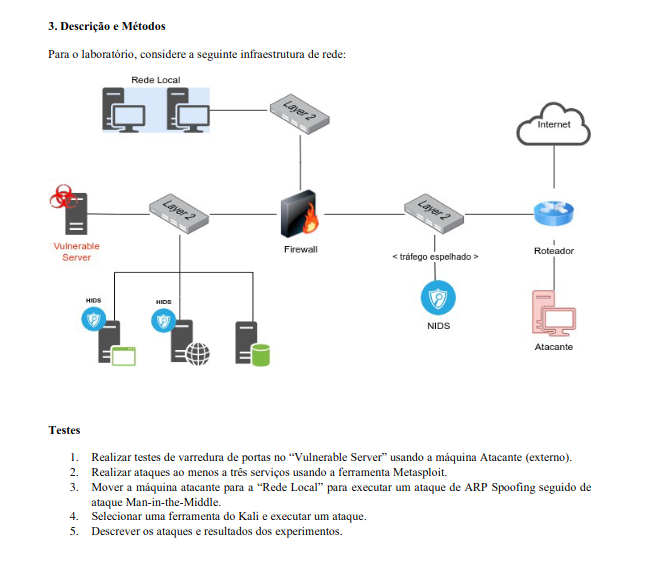 3. Descrição e Métodos
Para o laboratório, considere a seguinte infraestrutura de rede:
Rede Local
Layer 2
Internet
Layer 2
Layer 2
Vulnerable
Server
Firewall
< tráfego espelhado >
Roteador
HIDS
HIDS
NIDS
Atacante
Testes
1. Realizar testes de varredura de portas no “Vulnerable Server” usando a máquina Atacante (externo).
2. Realizar ataques ao menos a três serviços usando a ferramenta Metasploit.
3. Mover a máquina atacante para a “Rede Local” para executar um ataque de ARP Spoofing seguido de
ataque Man-in-the-Middle.
4. Selecionar uma ferramenta do Kali e executar um ataque.
5. Descrever os ataques e resultados dos experimentos.